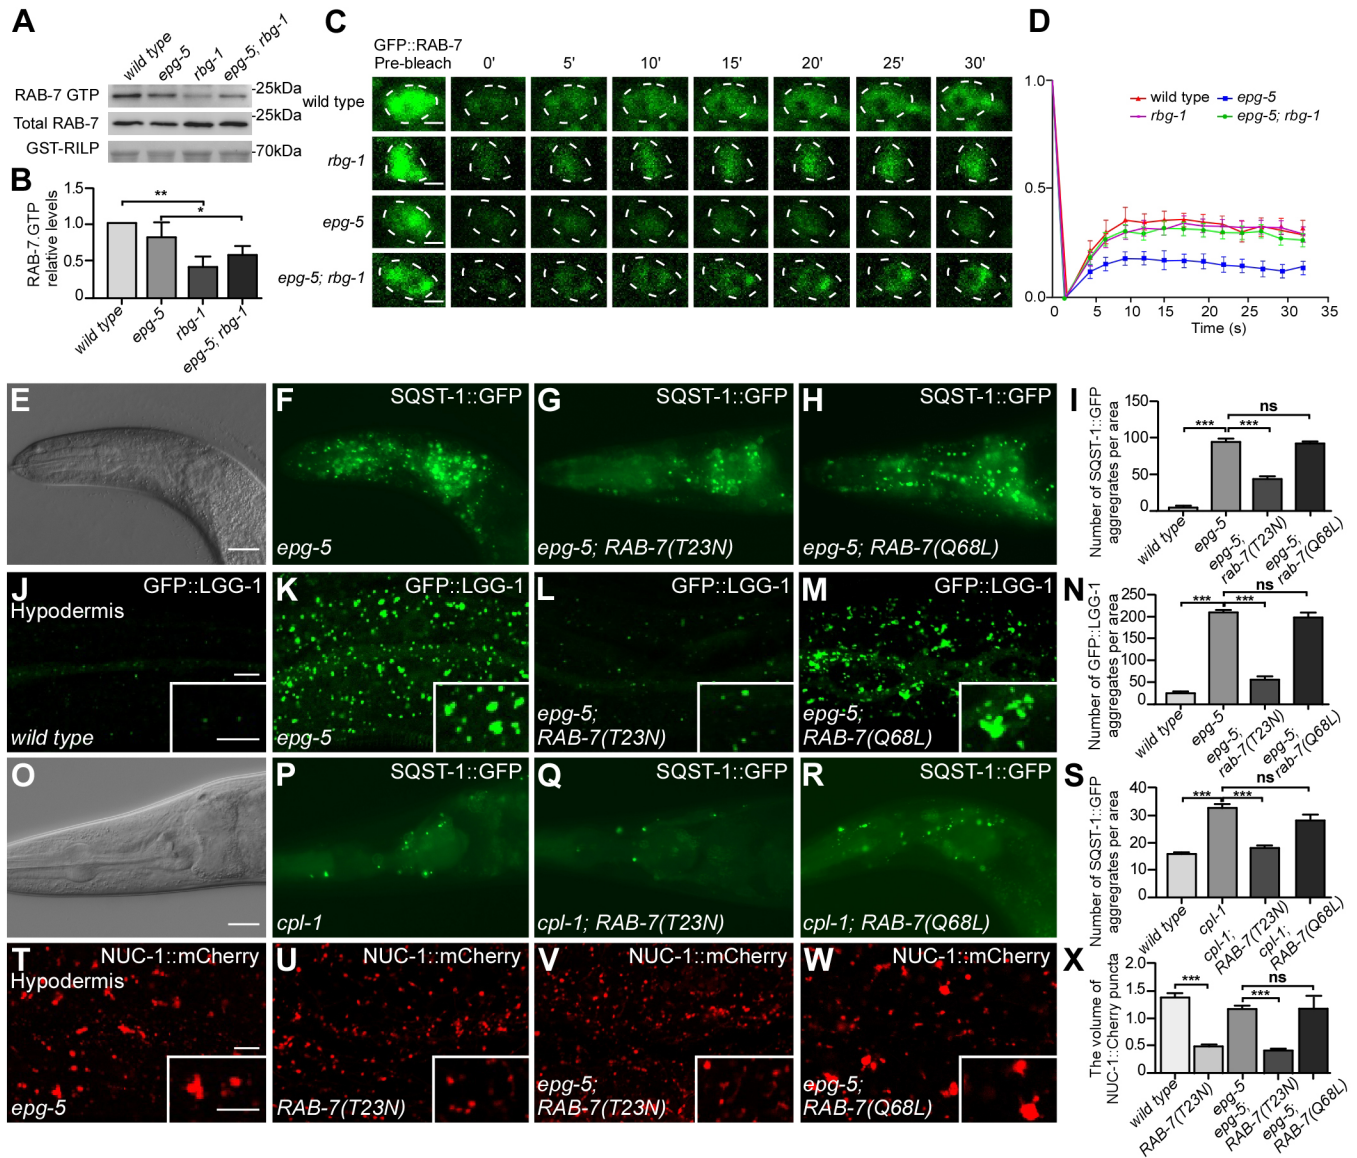 A
wild type
epg-5
rbg-1
epg-5; rbg-1
RAB-7 GTP
-25kDa
Total RAB-7
-25kDa
GST-RILP
-70kDa
B
RAB-7. GTP
relative levels
1.5
1.0
0.5
0
**
*
wild type
epg-5
rbg-1
epg-5; rbg-1
C
GFP::RAB-7
Pre-bleach 0' 5' 10' 15' 20' 25' 30'
wild type
rbg-1
epg-5
epg-5; rbg-1
D
1.0
0.5
0.0
wild type epg-5
rbg-1 epg-5; rbg-1
0 5 10 15 20 25 30 35
Time (s)
E
F SQST-1::GFP
epg-5
G SQST-1::GFP
epg-5; RAB-7(T23N)
H SQST-1::GFP
epg-5; RAB-7(Q68L)
I
Number of SQST-1::GFP
aggregates per area
150
100
50
0
*** *** ns
wild type
epg-5
epg-5;
rab-7(T23N)
epg-5;
rab-7(Q68L)
J GFP::LGG-1
Hypodermis
wild type
K GFP::LGG-1
epg-5
L GFP::LGG-1
epg-5;
RAB-7(T23N)
M GFP::LGG-1
epg-5;
RAB-7(Q68L)
N
Number of GFP::LGG-1
aggregates per area
250
200
150
100
50
0
*** *** ns
wild type
epg-5
epg-5;
rab-7(T23N)
epg-5;
rab-7(Q68L)
O
P SQST-1::GFP
cpl-1
Q SQST-1::GFP
cpl-1; RAB-7(T23N)
R SQST-1::GFP
cpl-1; RAB-7(Q68L)
S
Number of SQST-1::GFP
aggregates per area
40
30
20
10
0
*** *** ns
wild type
cpl-1
cpl-1;
RAB-7(T23N)
cpl-1;
RAB-7(Q68L)
T NUC-1::mCherry
Hypodermis
epg-5
U NUC-1::mCherry
RAB-7(T23N)
V NUC-1::mCherry
epg-5;
RAB-7(T23N)
W NUC-1::mCherry
epg-5;
RAB-7(Q68L)
X
The volume of
NUC-1::Cherry puncta
2.0
1.5
1.0
0.5
0
*** *** ns
wild type
RAB-7(T23N)
epg-5
epg-5;
RAB-7(T23N)
epg-5;
RAB-7(Q68L)